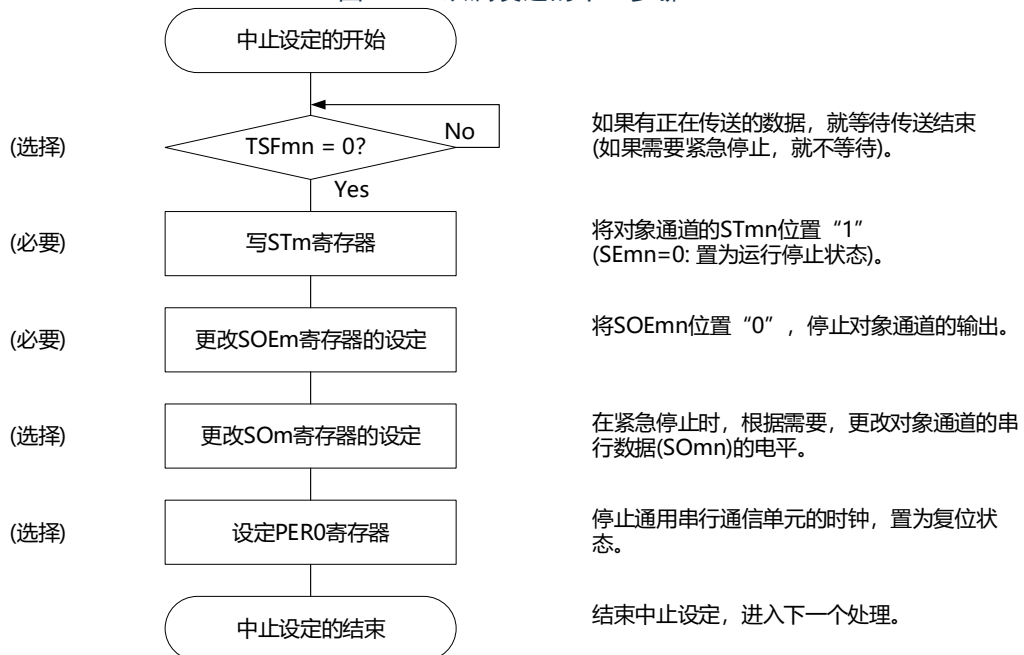 中止设定的开始
(选择)
TSFmn = 0?
No
如果有正在传送的数据，就等待传送结束
(如果需要紧急停止，就不等待)。
Yes
(必要)
写STm寄存器
将对象通道的STmn位置“1”
(SEmn=0: 置为运行停止状态)。
(必要)
更改SOEm寄存器的设定
将SOEmn位置“0”，停止对象通道的输出。
(选择)
更改SOm寄存器的设定
在紧急停止时，根据需要，更改对象通道的串
行数据(SOmn)的电平。
(选择)
设定PER0寄存器
停止通用串行通信单元的时钟，置为复位状
态。
中止设定的结束
结束中止设定，进入下一个处理。